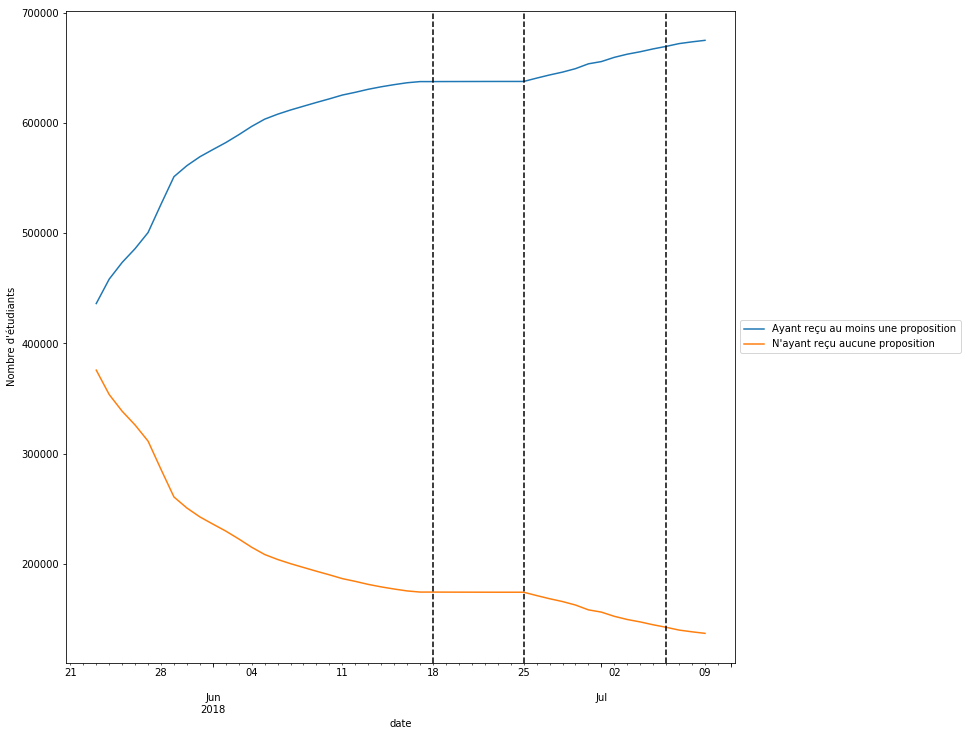 700000
600000
500000
400000
300000
200000
Nombre d'étudiants
21
28
04
11
18
25
02
09
Jun
2018
Jul
date
Ayant reçu au moins une proposition
N'ayant reçu aucune proposition